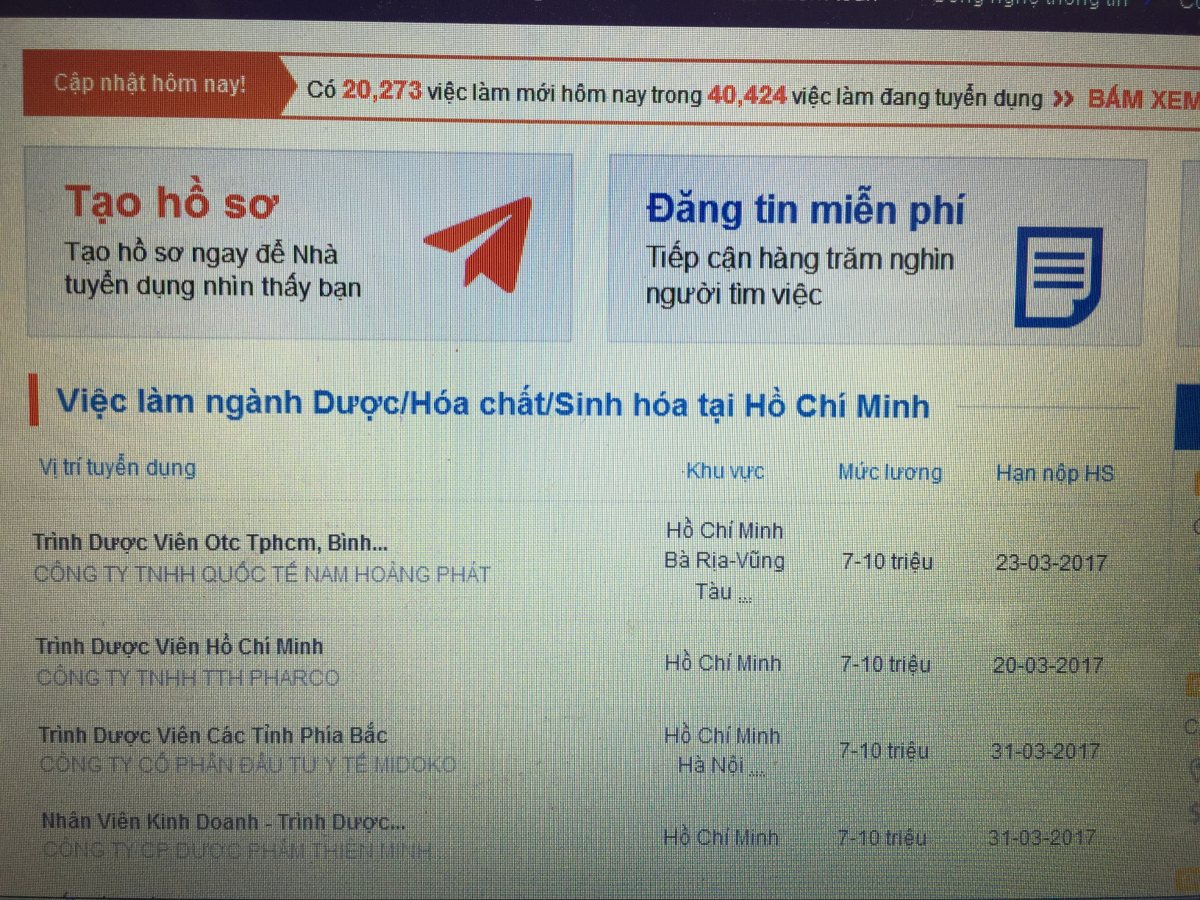 Cập nhật hôm nay!
Có 20,273 việc làm mới hôm nay trong 40,424 việc làm đang tuyển dụng >> BẤM XEM
Tạo hồ sơ
Tạo hồ sơ ngay để Nhà
tuyển dụng nhìn thấy bạn
Đăng tin miễn phí
Tiếp cận hàng trăm nghìn
người tìm việc
Việc làm ngành Dược/Hóa chất/Sinh hóa tại Hồ Chí Minh
Vị trí tuyển dụng Khu vực Mức lương Hạn nộp HS
Trình Dược Viên Otc Tphcm, Bình...
CÔNG TY TNHH QUỐC TẾ NAM HOÀNG PHÁT
Hồ Chí Minh
Bà Rịa-Vũng
Tàu ...
7-10 triệu
23-03-2017
Trình Dược Viên Hồ Chí Minh
CÔNG TY TNHH TTH PHARCO
Hồ Chí Minh
7-10 triệu
20-03-2017
Trình Dược Viên Các Tỉnh Phía Bắc
CÔNG TY CỔ PHẦN ĐẦU TƯ Y TẾ MIDOKO
Hồ Chí Minh
Hà Nội ...
7-10 triệu
31-03-2017
Nhân Viên Kinh Doanh - Trình Dược...
CÔNG TY CP DƯỢC PHẨM THIÊN MINH
Hồ Chí Minh
7-10 triệu
31-03-2017